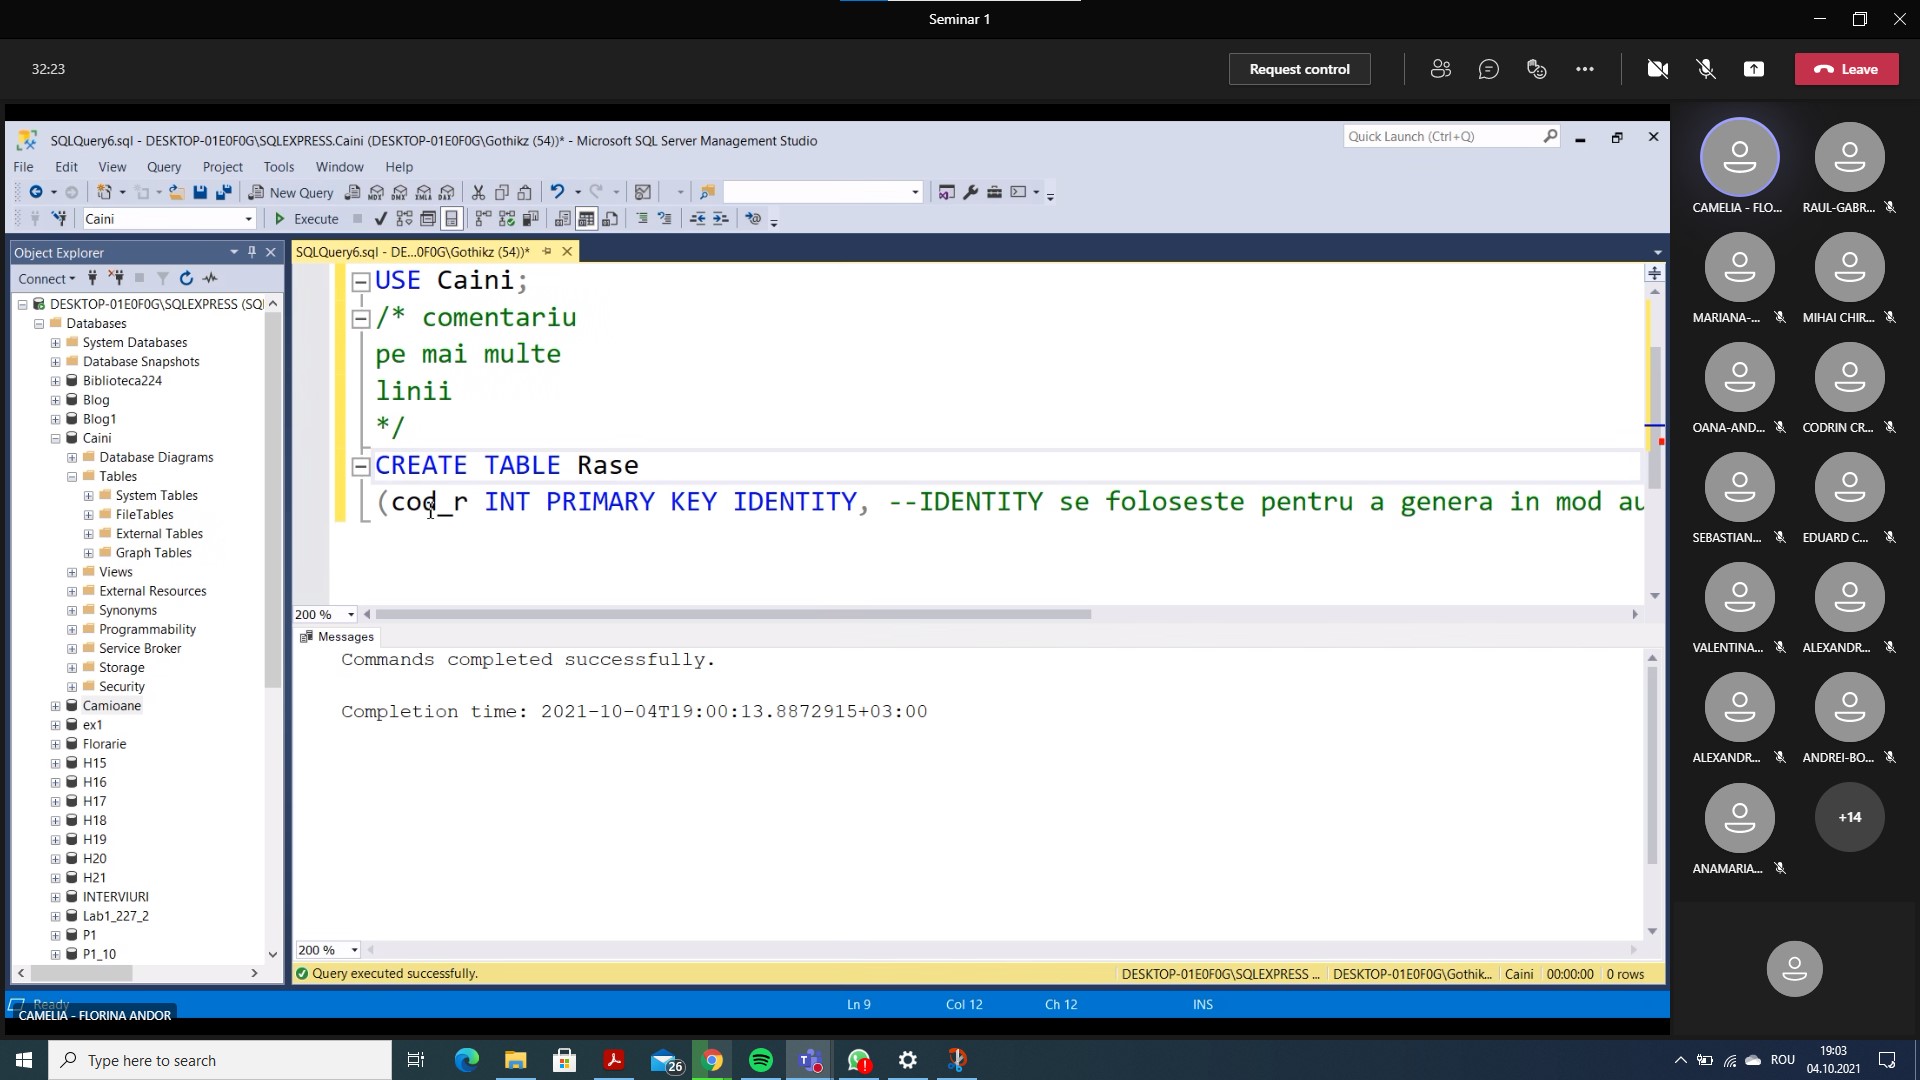 Seminar 1
32:23
Request control
Leave
SQLQuery6.sql - DESKTOP-01E0F0G\SQLEXPRESS.Caini (DESKTOP-01E0F0G\Gothikz (54))* - Microsoft SQL Server Management Studio
Quick Launch (Ctrl+Q)
File Edit View Query Project Tools Window Help
New Query
Caini
Execute
Object Explorer
SQLQuery6.sql - DE...0F0G\Gothikz (54))*
Connect
DESKTOP-01E0F0G\SQLEXPRESS (SQ
Databases
System Databases
Database Snapshots
Biblioteca224
Blog
Blog1
Caini
Database Diagrams
Tables
System Tables
FileTables
External Tables
Graph Tables
Views
External Resources
Synonyms
Programmability
Service Broker
Storage
Security
Camioane
ex1
Florarie
H15
H16
H17
H18
H19
H20
H21
INTERVIURI
Lab1_227_2
P1
P1_10
USE Caini;
/* comentariu
pe mai multe
linii
*/
CREATE TABLE Rase
(cod_r INT PRIMARY KEY IDENTITY, --IDENTITY se foloseste pentru a genera in mod au
200 %
Messages
Commands completed successfully.
Completion time: 2021-10-04T19:00:13.8872915+03:00
200 %
Query executed successfully.
DESKTOP-01E0F0G\SQLEXPRESS ...
DESKTOP-01E0F0G\Gothik...
Caini
00:00:00
0 rows
Ready
Ln 9
Col 12
Ch 12
INS
CAMELIA - FLORINA ANDOR
CAMELIA - FLO...
RAUL-GABR...
MARIANA-...
MIHAI CHIR...
OANA-AND...
CODRIN CR...
SEBASTIAN...
EDUARD C...
VALENTINA...
ALEXANDR...
ALEXANDR...
ANDREI-BO...
ANAMARIA...
+14
Type here to search
26
ROU
19:03
04.10.2021